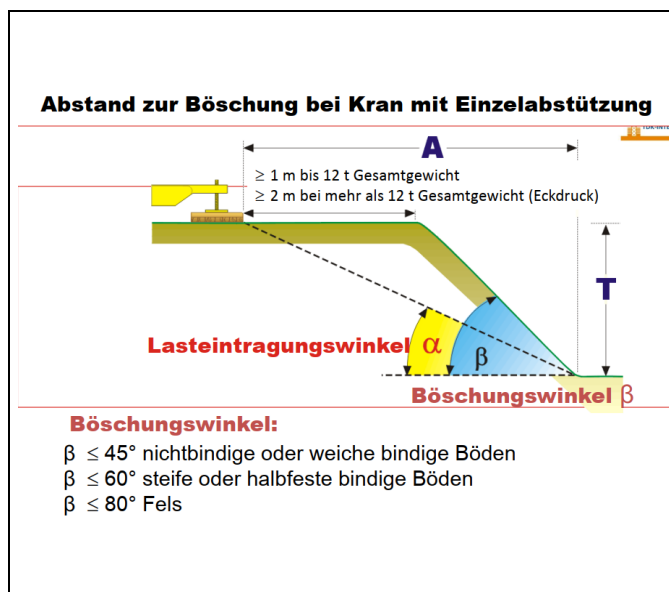 Abstand zur Böschung bei Kran mit Einzelabstützung
A
≥ 1 m bis 12 t Gesamtgewicht
≥ 2 m bei mehr als 12 t Gesamtgewicht (Eckdruck)
T
Lasteintragungswinkel α
β
Böschungswinkel β
Böschungswinkel:
β ≤ 45° nichtbindige oder weiche bindige Böden
β ≤ 60° steife oder halbfeste bindige Böden
β ≤ 80° Fels